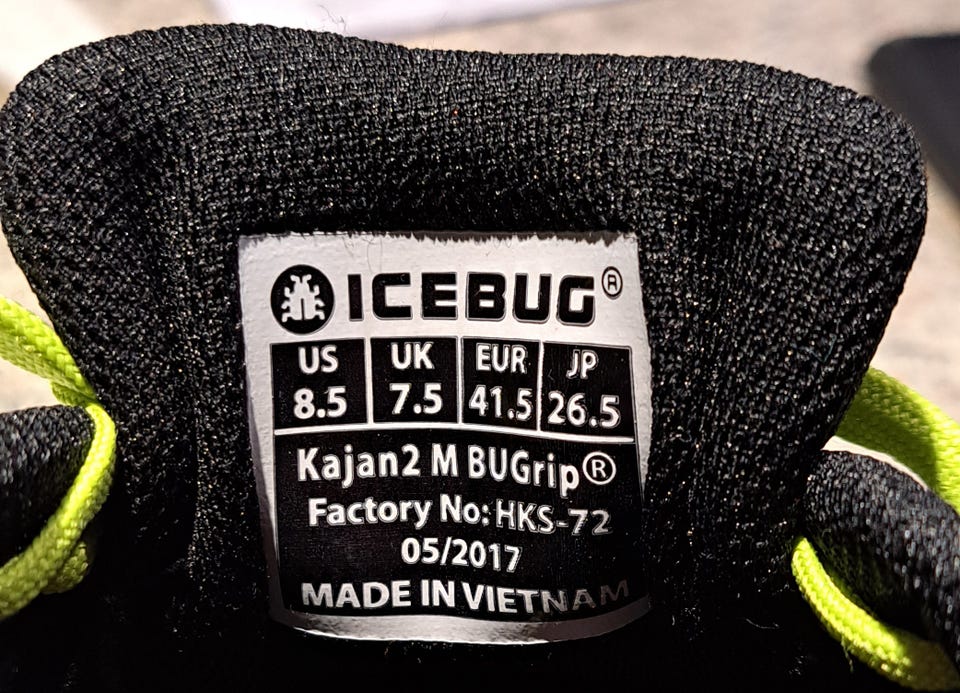 ICEBUG®
US UK EUR JP
8.5 7.5 41.5 26.5
Kajan2 M BUGrip®
Factory No: HKS-72
05/2017
MADE IN VIETNAM